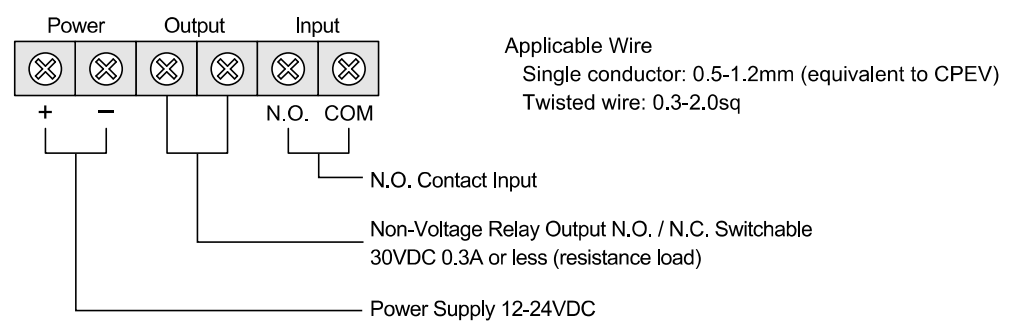 Power Output Input
+ − N.O. COM
Applicable Wire
Single conductor: 0.5-1.2mm (equivalent to CPEV)
Twisted wire: 0.3-2.0sq
N.O. Contact Input
Non-Voltage Relay Output N.O. / N.C. Switchable
30VDC 0.3A or less (resistance load)
Power Supply 12-24VDC